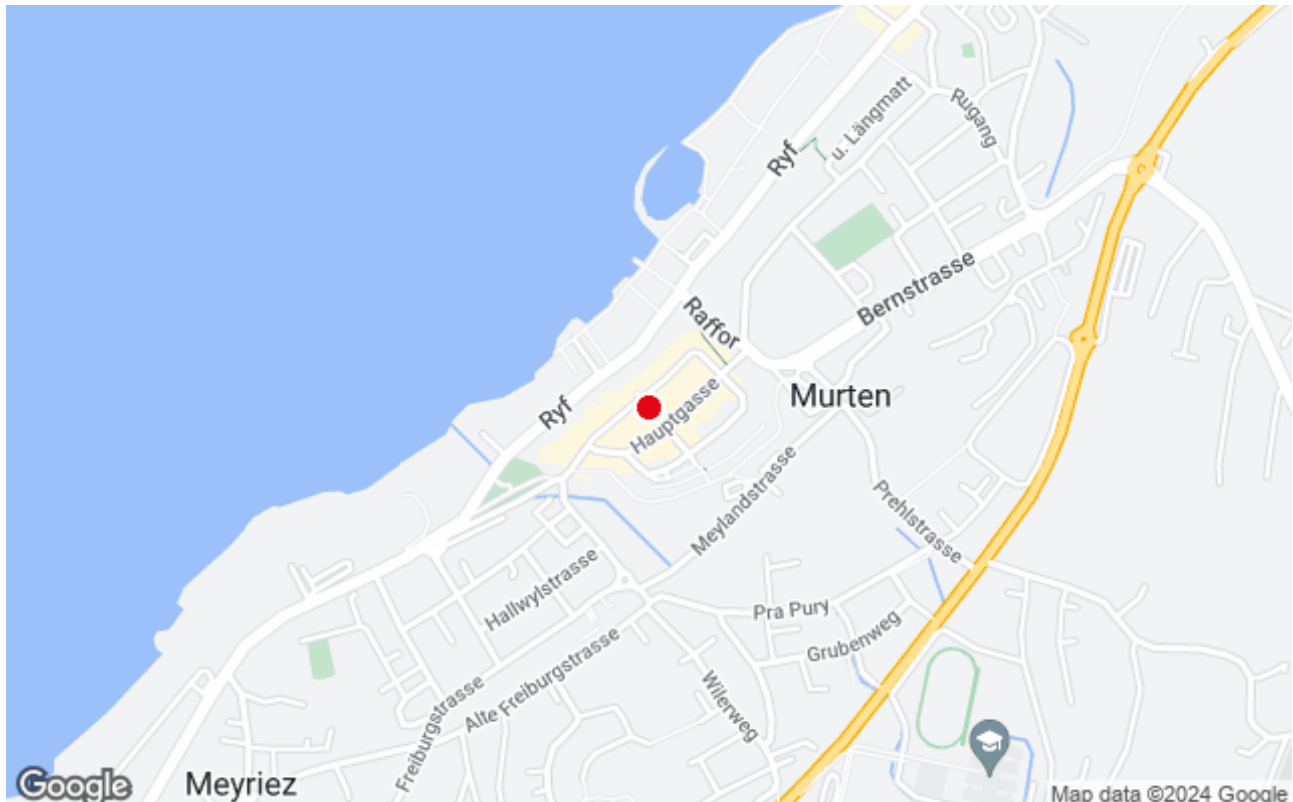 u. Längmatt
Rugang
Ryf
Bernstrasse
Raffor
Murten
Ryf
Hauptgasse
Meylandstrasse
Prehlstrasse
Hallwylstrasse
Pra Pury
Grubenweg
Alte Freiburgstrasse
Freiburgstrasse
Wilerweg
Meyriez
Google
Map data ©2024 Google